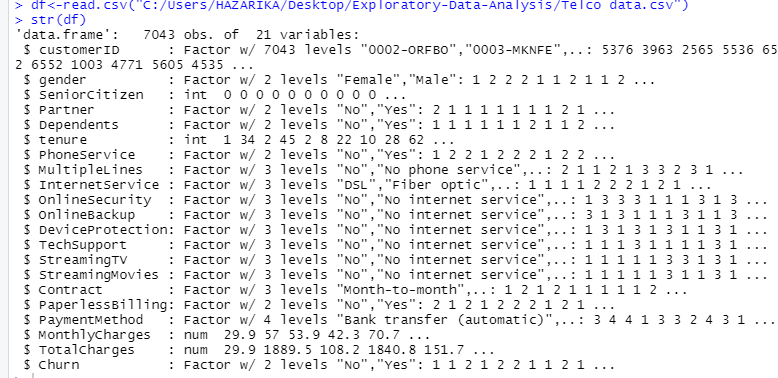 > df<-read.csv("C:/Users/HAZARIKA/Desktop/Exploratory-Data-Analysis/Telco data.csv")
> str(df)
'data.frame':   7043 obs. of  21 variables:
 $ customerID      : Factor w/ 7043 levels "0002-ORFBO","0003-MKNFE",..: 5376 3963 2565 5536 65
2 6552 1003 4771 5605 4535 ...
 $ gender          : Factor w/ 2 levels "Female","Male": 1 2 2 2 1 1 2 1 1 2 ...
 $ SeniorCitizen   : int  0 0 0 0 0 0 0 0 0 0 ...
 $ Partner         : Factor w/ 2 levels "No","Yes": 2 1 1 1 1 1 1 1 2 1 ...
 $ Dependents      : Factor w/ 2 levels "No","Yes": 1 1 1 1 1 1 2 1 1 2 ...
 $ tenure          : int  1 34 2 45 2 8 22 10 28 62 ...
 $ PhoneService    : Factor w/ 2 levels "No","Yes": 1 2 2 1 2 2 2 1 2 2 ...
 $ MultipleLines   : Factor w/ 3 levels "No","No phone service",..: 2 1 1 2 1 3 3 2 3 1 ...
 $ InternetService : Factor w/ 3 levels "DSL","Fiber optic",..: 1 1 1 1 2 2 2 1 2 1 ...
 $ OnlineSecurity  : Factor w/ 3 levels "No","No internet service",..: 1 3 3 3 1 1 1 3 1 3 ...
 $ OnlineBackup    : Factor w/ 3 levels "No","No internet service",..: 3 1 3 1 1 1 3 1 1 3 ...
 $ DeviceProtection: Factor w/ 3 levels "No","No internet service",..: 1 3 1 3 1 3 1 1 3 1 ...
 $ TechSupport     : Factor w/ 3 levels "No","No internet service",..: 1 1 1 3 1 1 1 1 3 1 ...
 $ StreamingTV     : Factor w/ 3 levels "No","No internet service",..: 1 1 1 1 1 3 3 1 3 1 ...
 $ StreamingMovies : Factor w/ 3 levels "No","No internet service",..: 1 1 1 1 1 3 1 1 3 1 ...
 $ Contract        : Factor w/ 3 levels "Month-to-month",..: 1 2 1 2 1 1 1 1 1 2 ...
 $ PaperlessBilling: Factor w/ 2 levels "No","Yes": 2 1 2 1 2 2 2 1 2 1 ...
 $ PaymentMethod   : Factor w/ 4 levels "Bank transfer (automatic)",..: 3 4 4 1 3 3 2 4 3 1 ...
 $ MonthlyCharges  : num  29.9 57 53.9 42.3 70.7 ...
 $ TotalCharges    : num  29.9 1889.5 108.2 1840.8 151.7 ...
 $ Churn           : Factor w/ 2 levels "No","Yes": 1 1 2 1 2 2 1 1 2 1 ...